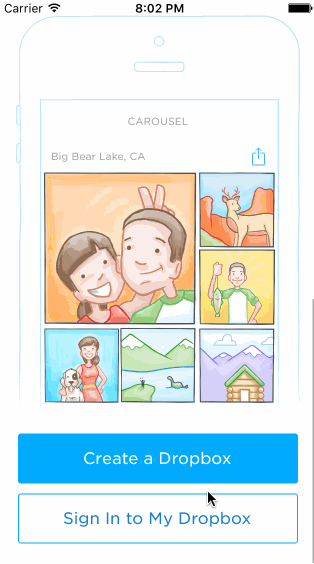 Carrier 8:02 PM
CAROUSEL
Big Bear Lake, CA
Create a Dropbox
Sign In to My Dropbox